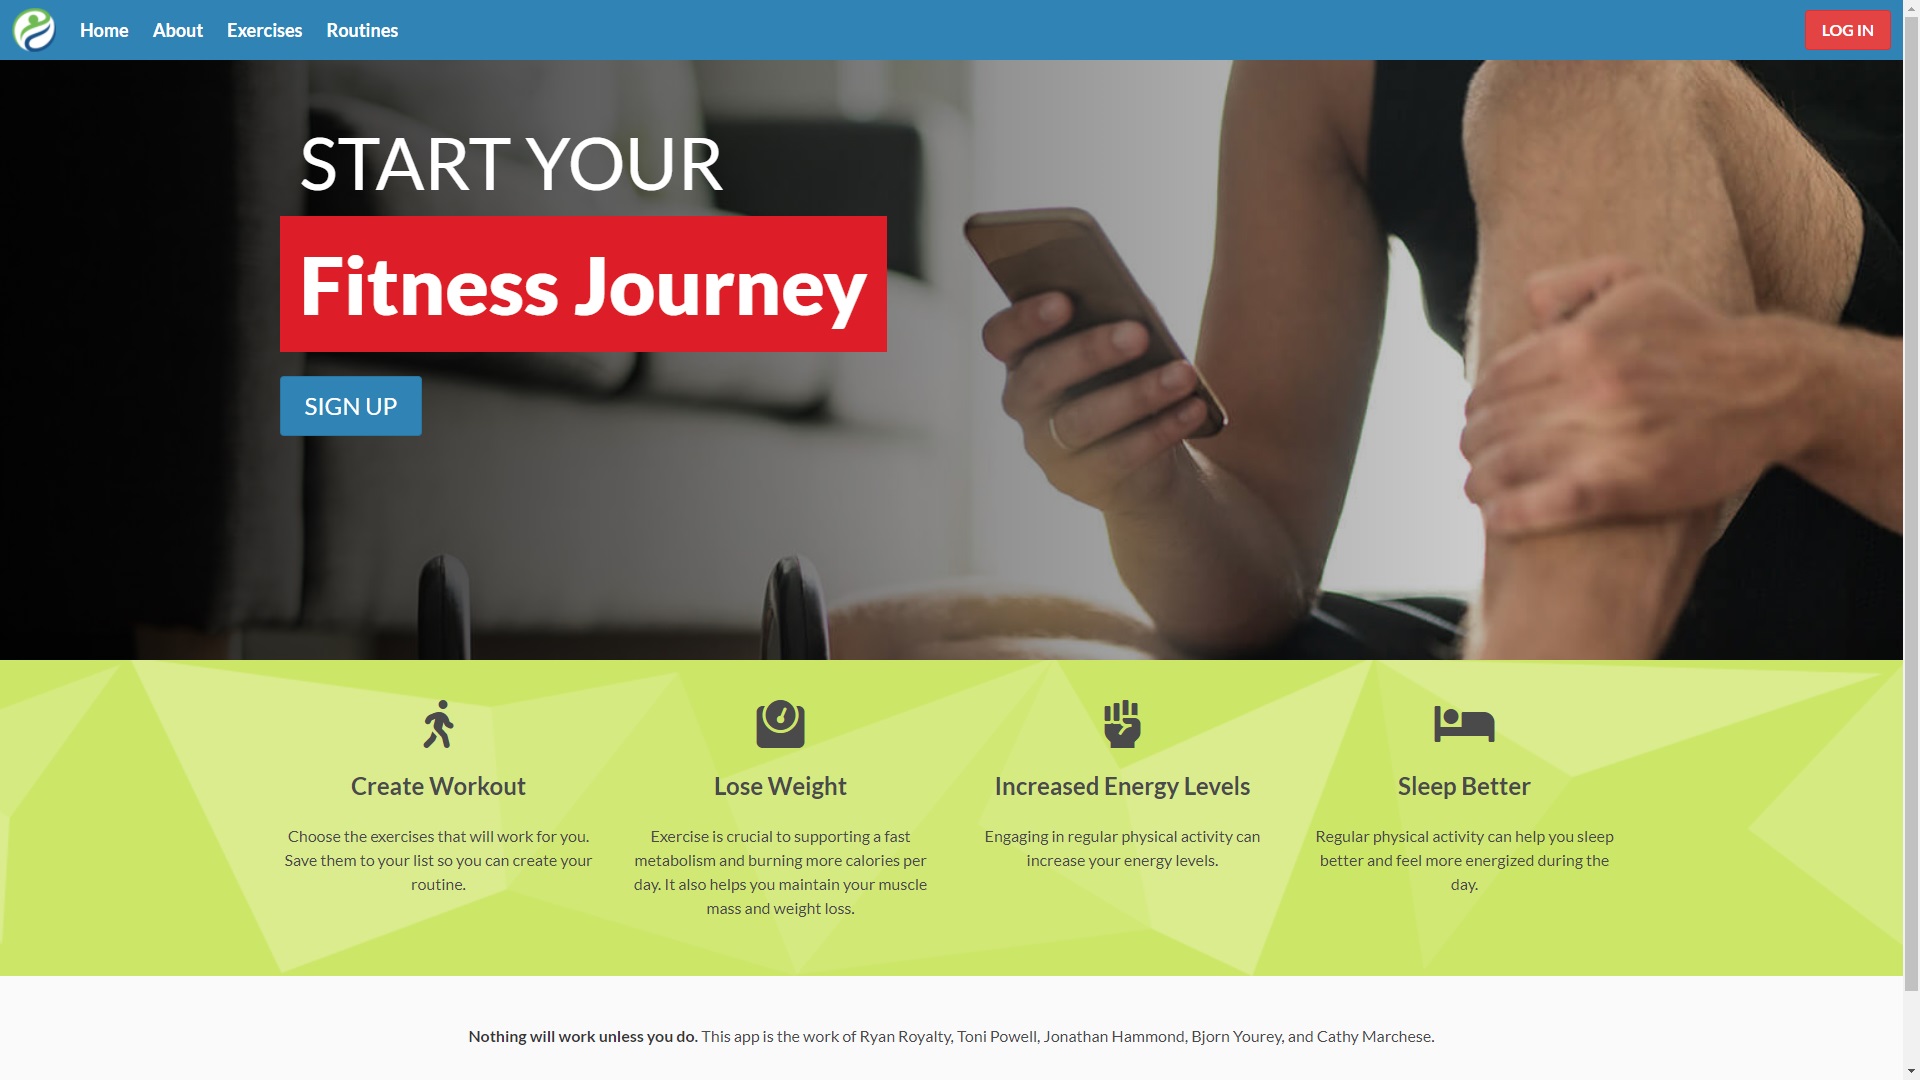 Home About Exercises Routines LOG IN
START YOUR
Fitness Journey
SIGN UP
Create Workout
Choose the exercises that will work for you.
Save them to your list so you can create your
routine.
Lose Weight
Exercise is crucial to supporting a fast
metabolism and burning more calories per
day. It also helps you maintain your muscle
mass and weight loss.
Increased Energy Levels
Engaging in regular physical activity can
increase your energy levels.
Sleep Better
Regular physical activity can help you sleep
better and feel more energized during the
day.
Nothing will work unless you do. This app is the work of Ryan Royalty, Toni Powell, Jonathan Hammond, Bjorn Yourey, and Cathy Marchese.